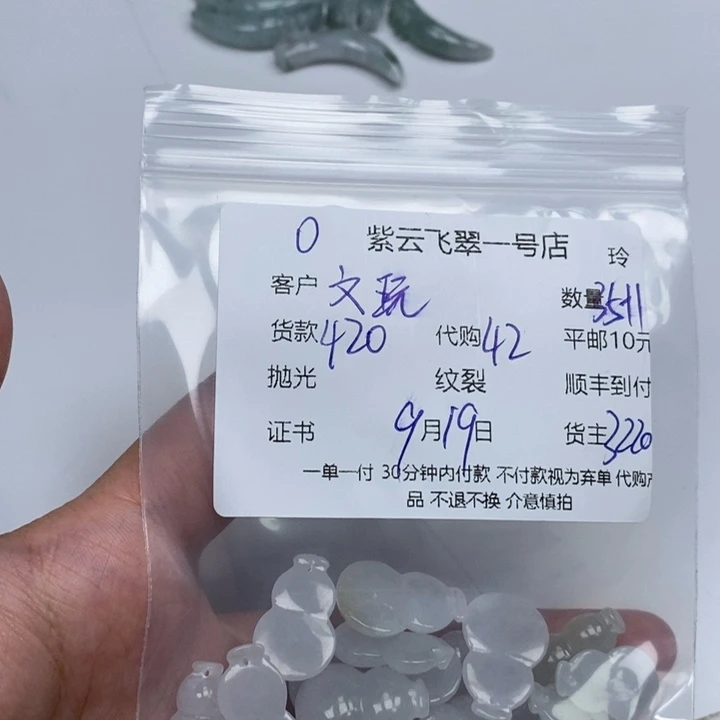 0 紫云飞翠一号店 玲
客户 文玩 数量
货款 420 代购 42 平邮10元
抛光 纹裂 顺丰到付
证书 9月19日 货主 3220
一单一付 30分钟内付款 不付款视为弃单 代购
品 不退不换 介意慎拍